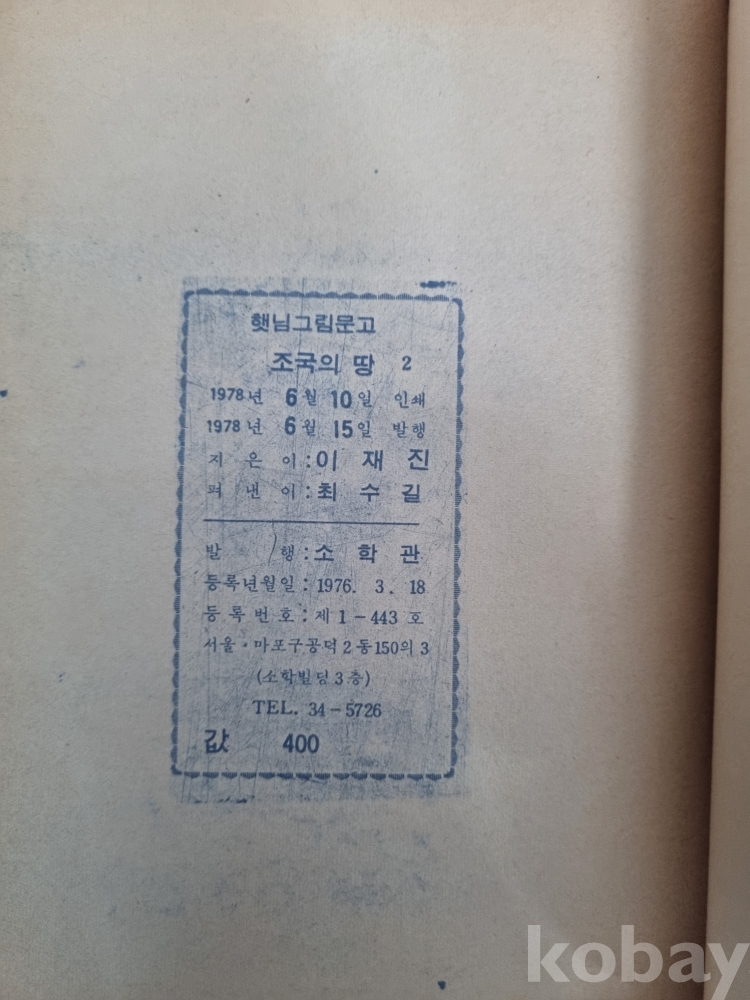 햇님그림문고
조국의 땅 2
1978년 6월 10일 인쇄
1978년 6월 15일 발행
지은이:이재진
펴낸이:최수길
발행:소학관
등록년월일:1976. 3. 18
등록번호:제1-443호
서울·마포구공덕2동150의3
(소학빌딩3층)
TEL. 34-5726
값 400
kobay